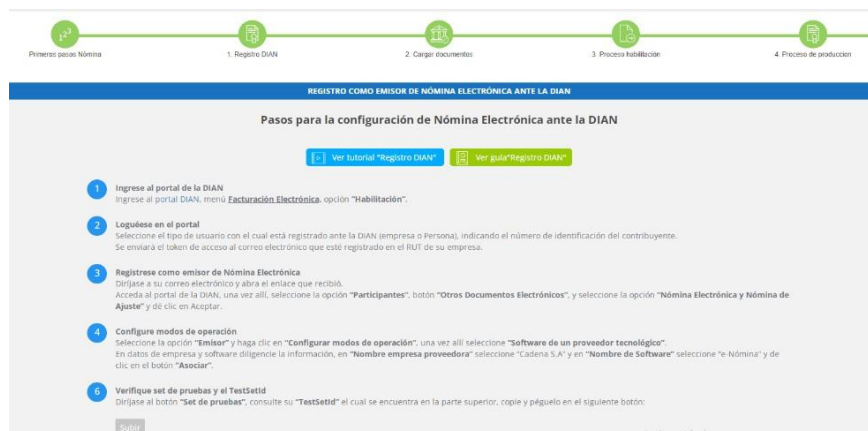 1 2 3
Primeros pasos Nómina
1. Registro DIAN
2. Cargar documentos
3. Proceso habilitación
4. Proceso de produccion
REGISTRO COMO EMISOR DE NÓMINA ELECTRÓNICA ANTE LA DIAN
Pasos para la configuración de Nómina Electrónica ante la DIAN
Ver tutorial "Registro DIAN"
Ver guía"Registro DIAN"
1
Ingrese al portal de la DIAN
Ingrese al portal DIAN, menú Facturación Electrónica, opción "Habilitación".
2
Loguéese en el portal
Seleccione el tipo de usuario con el cual está registrado ante la DIAN (empresa o Persona), indicando el número de identificación del contribuyente.
Se enviará el token de acceso al correo electrónico que esté registrado en el RUT de su empresa.
3
Regístrese como emisor de Nómina Electrónica
Diríjase a su correo electrónico y abra el enlace que recibió.
Acceda al portal de la DIAN, una vez allí, seleccione la opción "Participantes", botón "Otros Documentos Electrónicos", y seleccione la opción "Nómina Electrónica y Nómina de
Ajuste" y dé clic en Aceptar.
4
Configure modos de operación
Seleccione la opción "Emisor" y haga clic en "Configurar modos de operación", una vez allí seleccione "Software de un proveedor tecnológico".
En datos de empresa y software diligencie la información, en "Nombre empresa proveedora" seleccione "Cadena S.A" y en "Nombre de Software" seleccione "e-Nómina" y de
clic en el botón "Asociar".
6
Verifique set de pruebas y el TestSetId
Diríjase al botón "Set de pruebas", consulte su "TestSetId" el cual se encuentra en la parte superior, copie y péguelo en el siguiente botón:
Subir